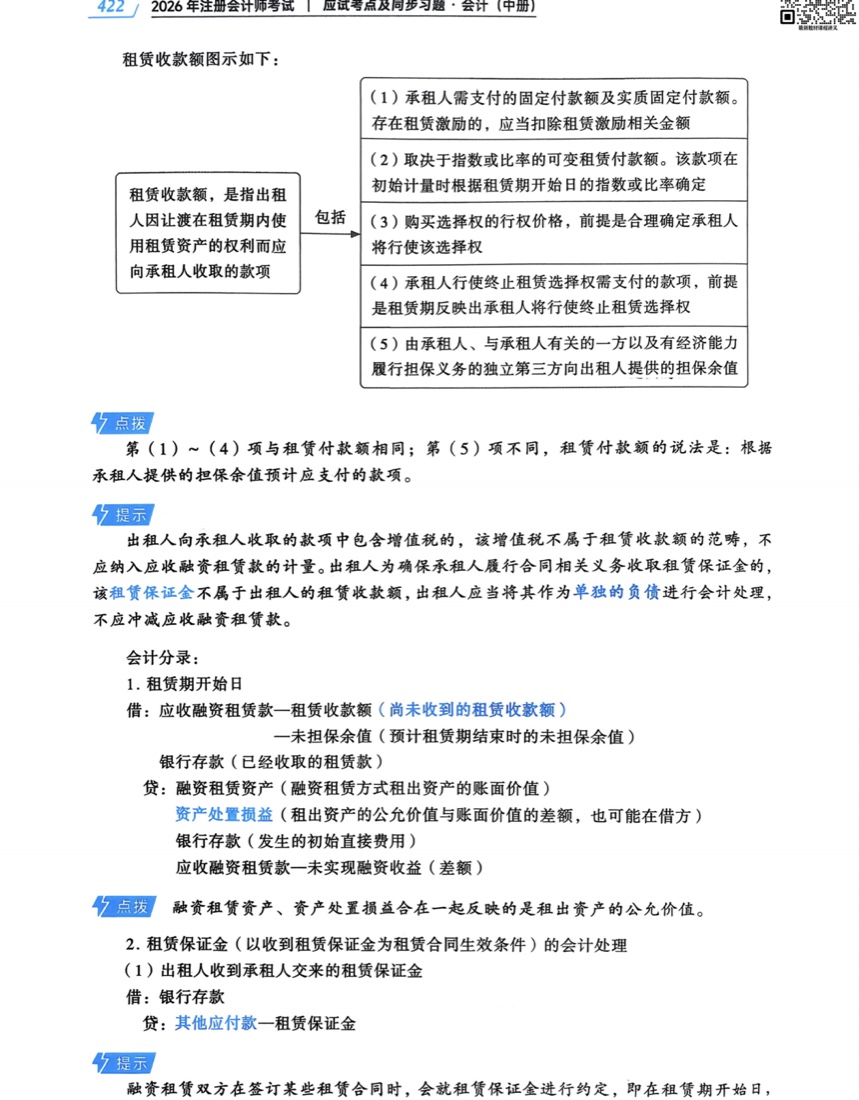 422 2026年注册会计师考试 | 应试考点及同步习题·会计(中册)
租赁收款额图示如下:
租赁收款额,是指出租
人因让渡在租赁期内使
用租赁资产的权利而应
向承租人收取的款项
包括
(1)承租人需支付的固定付款额及实质固定付款额。
存在租赁激励的,应当扣除租赁激励相关金额
(2)取决于指数或比率的可变租赁付款额。该款项在
初始计量时根据租赁期开始日的指数或比率确定
(3)购买选择权的行权价格,前提是合理确定承租人
将行使该选择权
(4)承租人行使终止租赁选择权需支付的款项,前提
是租赁期反映出承租人将行使终止租赁选择权
(5)由承租人、与承租人有关的一方以及有经济能力
履行担保义务的独立第三方向出租人提供的担保余值
点拨
第(1)~(4)项与租赁付款额相同;第(5)项不同,租赁付款额的说法是:根据
承租人提供的担保余值预计应支付的款项。
提示
出租人向承租人收取的款项中包含增值税的,该增值税不属于租赁收款额的范畴,不
应纳入应收融资租赁款的计量。出租人为确保承租人履行合同相关义务收取租赁保证金的,
该租赁保证金不属于出租人的租赁收款额,出租人应当将其作为单独的负债进行会计处理,
不应冲减应收融资租赁款。
会计分录:
1. 租赁期开始日
借:应收融资租赁款—租赁收款额(尚未收到的租赁收款额)
—未担保余值(预计租赁期结束时的未担保余值)
银行存款(已经收取的租赁款)
贷:融资租赁资产(融资租赁方式租出资产的账面价值)
资产处置损益(租出资产的公允价值与账面价值的差额,也可能在借方)
银行存款(发生的初始直接费用)
应收融资租赁款—未实现融资收益(差额)
点拨 融资租赁资产、资产处置损益合在一起反映的是租出资产的公允价值。
2. 租赁保证金(以收到租赁保证金为租赁合同生效条件)的会计处理
(1)出租人收到承租人交来的租赁保证金
借:银行存款
贷:其他应付款—租赁保证金
提示
融资租赁双方在签订某些租赁合同时,会就租赁保证金进行约定,即在租赁期开始日,